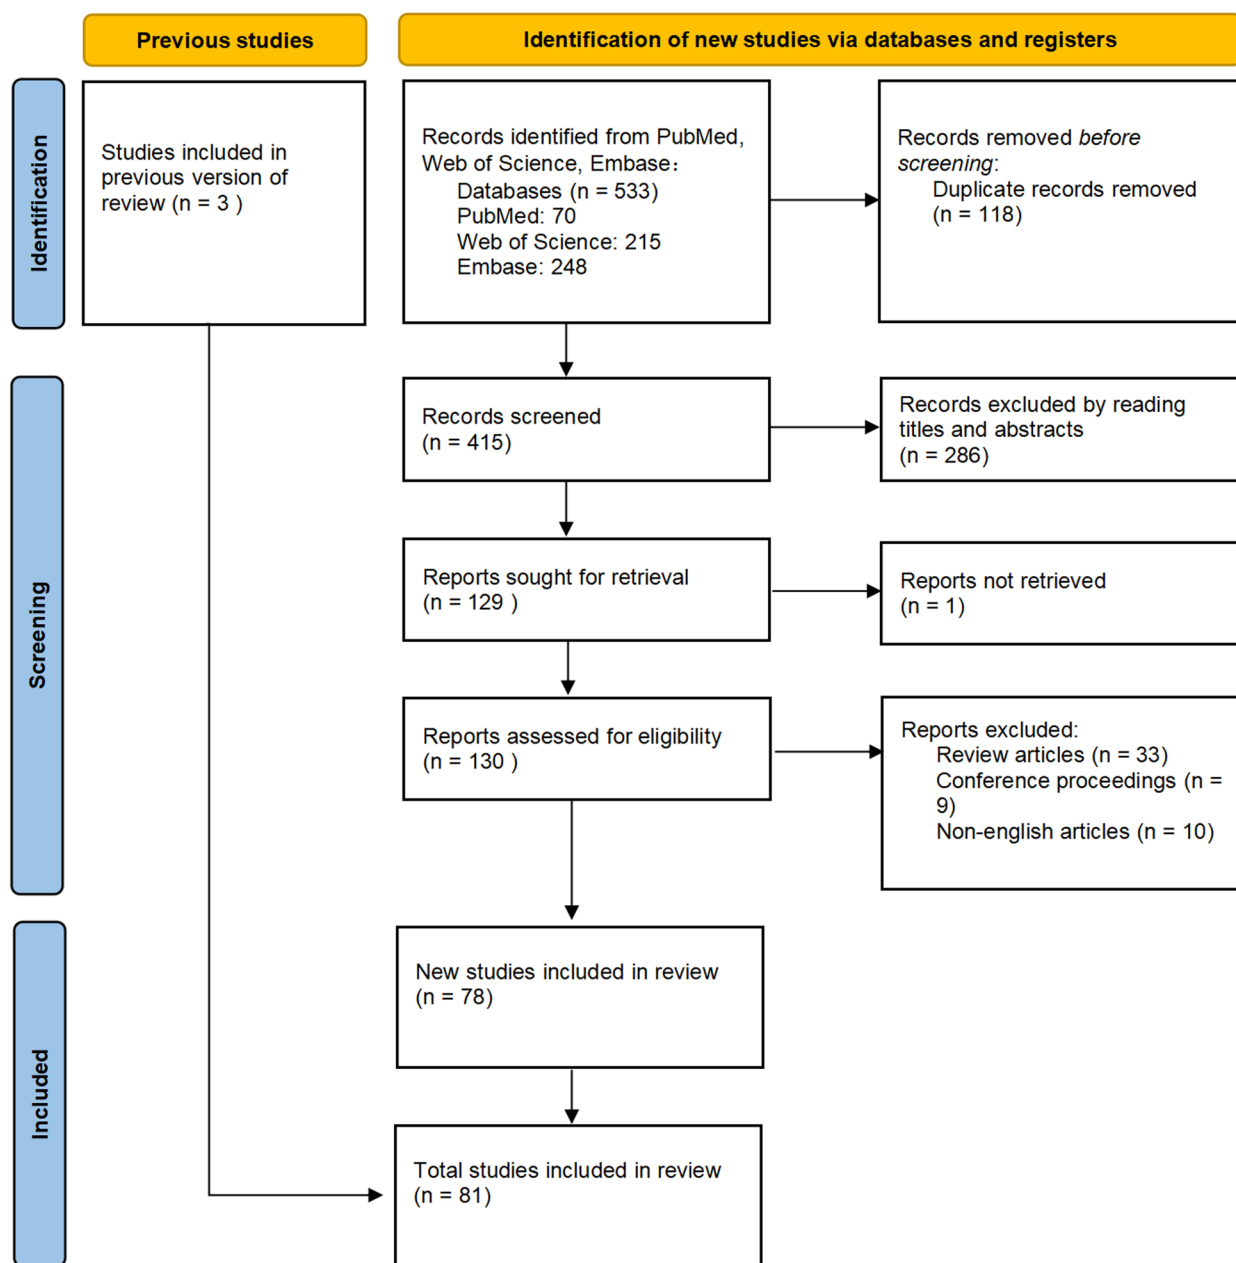 Previous studies
Identification of new studies via databases and registers
Identification
Studies included in
previous version of
review (n = 3 )
Records identified from PubMed,
Web of Science, Embase：
Databases (n = 533)
PubMed: 70
Web of Science: 215
Embase: 248
Records removed before
screening:
Duplicate records removed
(n = 118)
Screening
Records screened
(n = 415)
Records excluded by reading
titles and abstracts
(n = 286)
Reports sought for retrieval
(n = 129 )
Reports not retrieved
(n = 1)
Reports assessed for eligibility
(n = 130 )
Reports excluded:
Review articles (n = 33)
Conference proceedings (n =
9)
Non-english articles (n = 10)
Included
New studies included in review
(n = 78)
Total studies included in review
(n = 81)